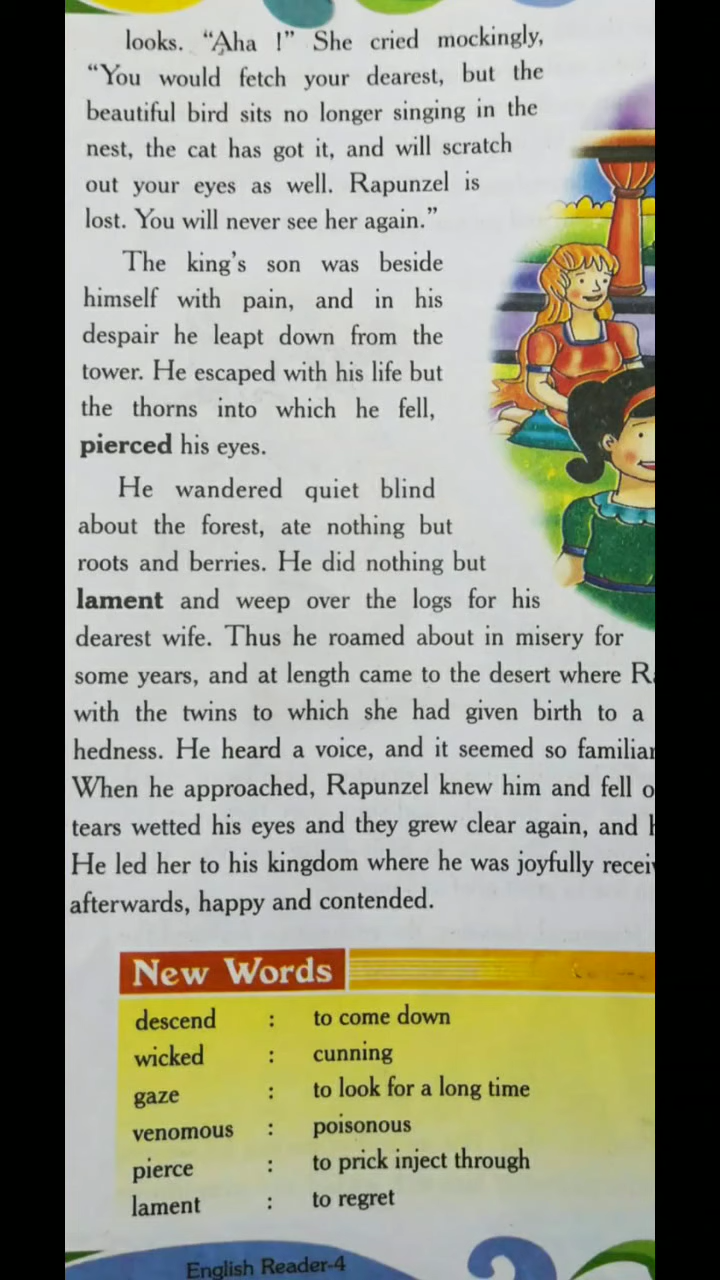 looks. “Aha !” She cried mockingly,
“You would fetch your dearest, but the
beautiful bird sits no longer singing in the
nest, the cat has got it, and will scratch
out your eyes as well. Rapunzel is
lost. You will never see her again.”
The king’s son was beside
himself with pain, and in his
despair he leapt down from the
tower. He escaped with his life but
the thorns into which he fell,
pierced his eyes.
He wandered quiet blind
about the forest, ate nothing but
roots and berries. He did nothing but
lament and weep over the logs for his
dearest wife. Thus he roamed about in misery for
some years, and at length came to the desert where
with the twins to which she had given birth to a
hedness. He heard a voice, and it seemed so familiar
When he approached, Rapunzel knew him and fell
tears wetted his eyes and they grew clear again, and
He led her to his kingdom where he was joyfully
afterwards, happy and contended.
New Words
descend : to come down
wicked : cunning
gaze : to look for a long time
venomous : poisonous
pierce : to prick inject through
lament : to regret
English Reader-4